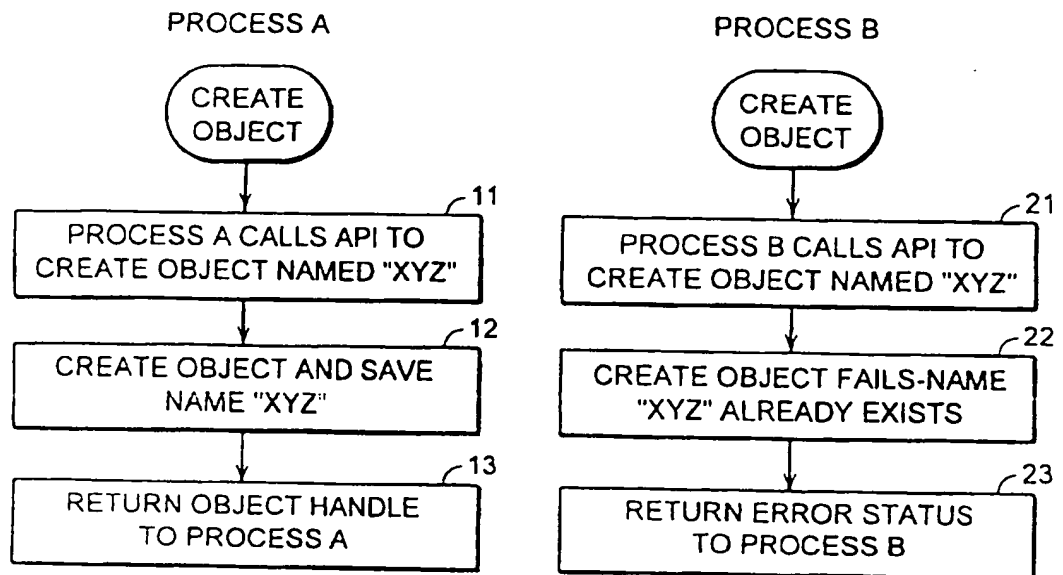 PROCESS A
CREATE
OBJECT
11
PROCESS A CALLS API TO
CREATE OBJECT NAMED "XYZ"
12
CREATE OBJECT AND SAVE
NAME "XYZ"
13
RETURN OBJECT HANDLE
TO PROCESS A
PROCESS B
CREATE
OBJECT
21
PROCESS B CALLS API TO
CREATE OBJECT NAMED "XYZ"
22
CREATE OBJECT FAILS-NAME
"XYZ" ALREADY EXISTS
23
RETURN ERROR STATUS
TO PROCESS B